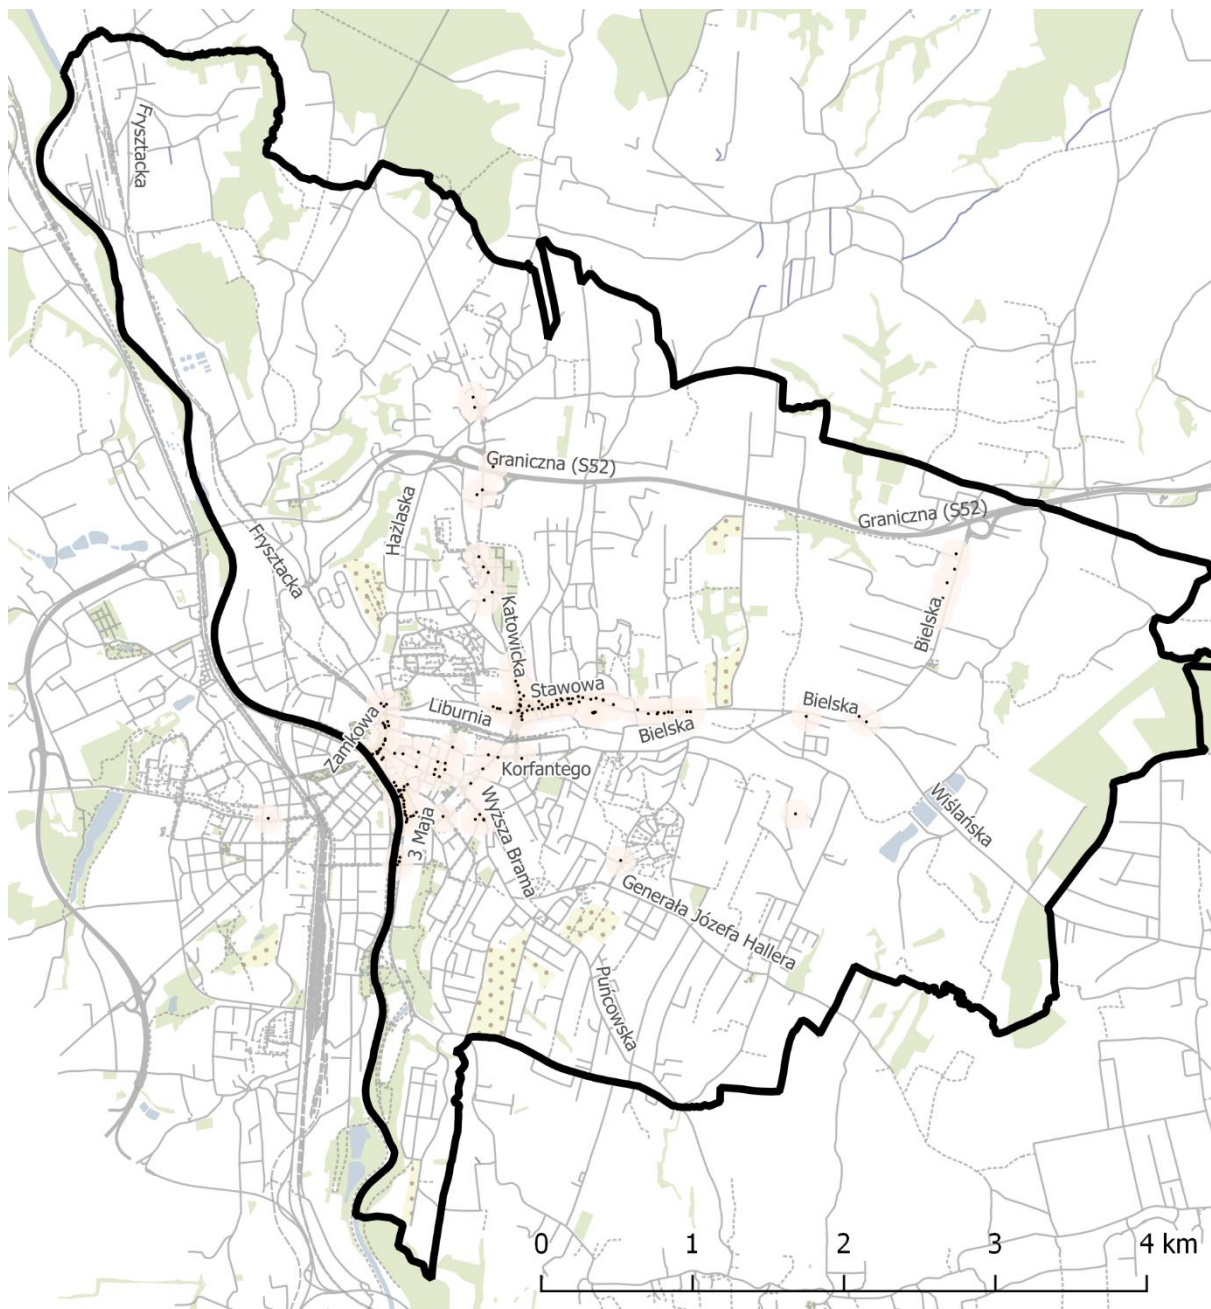 Frysztacka
Graniczna (S52)
Graniczna (S52)
Haźlaska
Frysztacka
Katowicka
Bielska
Stawowa
Bielska
Liburnia
Zamkowa
Bielska
Korfantego
Wiślańska
3 Maja
Wyższa Brama
Generała Józefa Hallera
Puńcowska
0 1 2 3 4 km